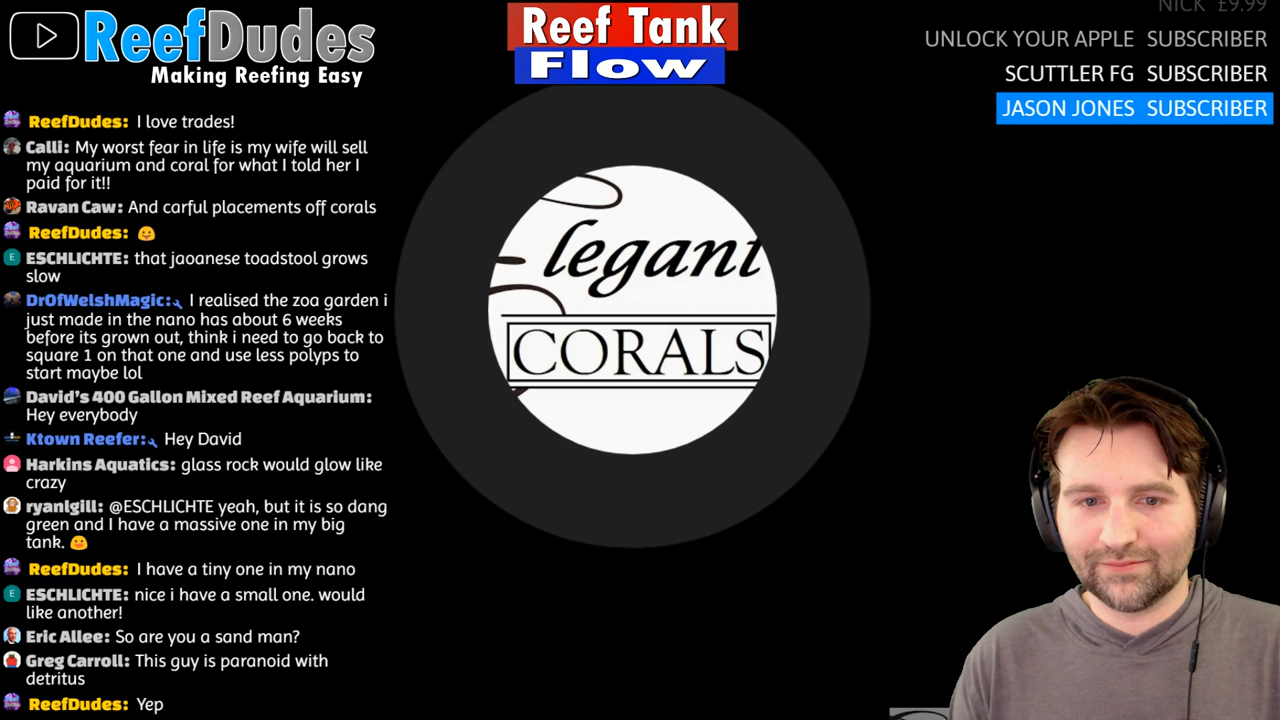 ReefDudes
Making Reefing Easy
Reef Tank
Flow
NICK £9.99
UNLOCK YOUR APPLE SUBSCRIBER
SCUTTLER FG SUBSCRIBER
JASON JONES SUBSCRIBER
ReefDudes: I love trades!
Calli: My worst fear in life is my wife will sell
my aquarium and coral for what I told her I
paid for it!!
Ravan Caw: And carful placements off corals
ReefDudes: 
E ESCHLICHTE: that jaoanese toadstool grows
slow
DrOfWelshMagic: I realised the zoa garden i
just made in the nano has about 6 weeks
before its grown out, think i need to go back to
square 1 on that one and use less polyps to
start maybe lol
David's 400 Gallon Mixed Reef Aquarium:
Hey everybody
Ktown Reefer: Hey David
Harkins Aquatics: glass rock would glow like
crazy
ryanlgill: @ESCHLICHTE yeah, but it is so dang
green and I have a massive one in my big
tank.
ReefDudes: I have a tiny one in my nano
E ESCHLICHTE: nice i have a small one. would
like another!
Eric Allee: So are you a sand man?
Greg Carroll: This guy is paranoid with
detritus
ReefDudes: Yep
legant
CORALS